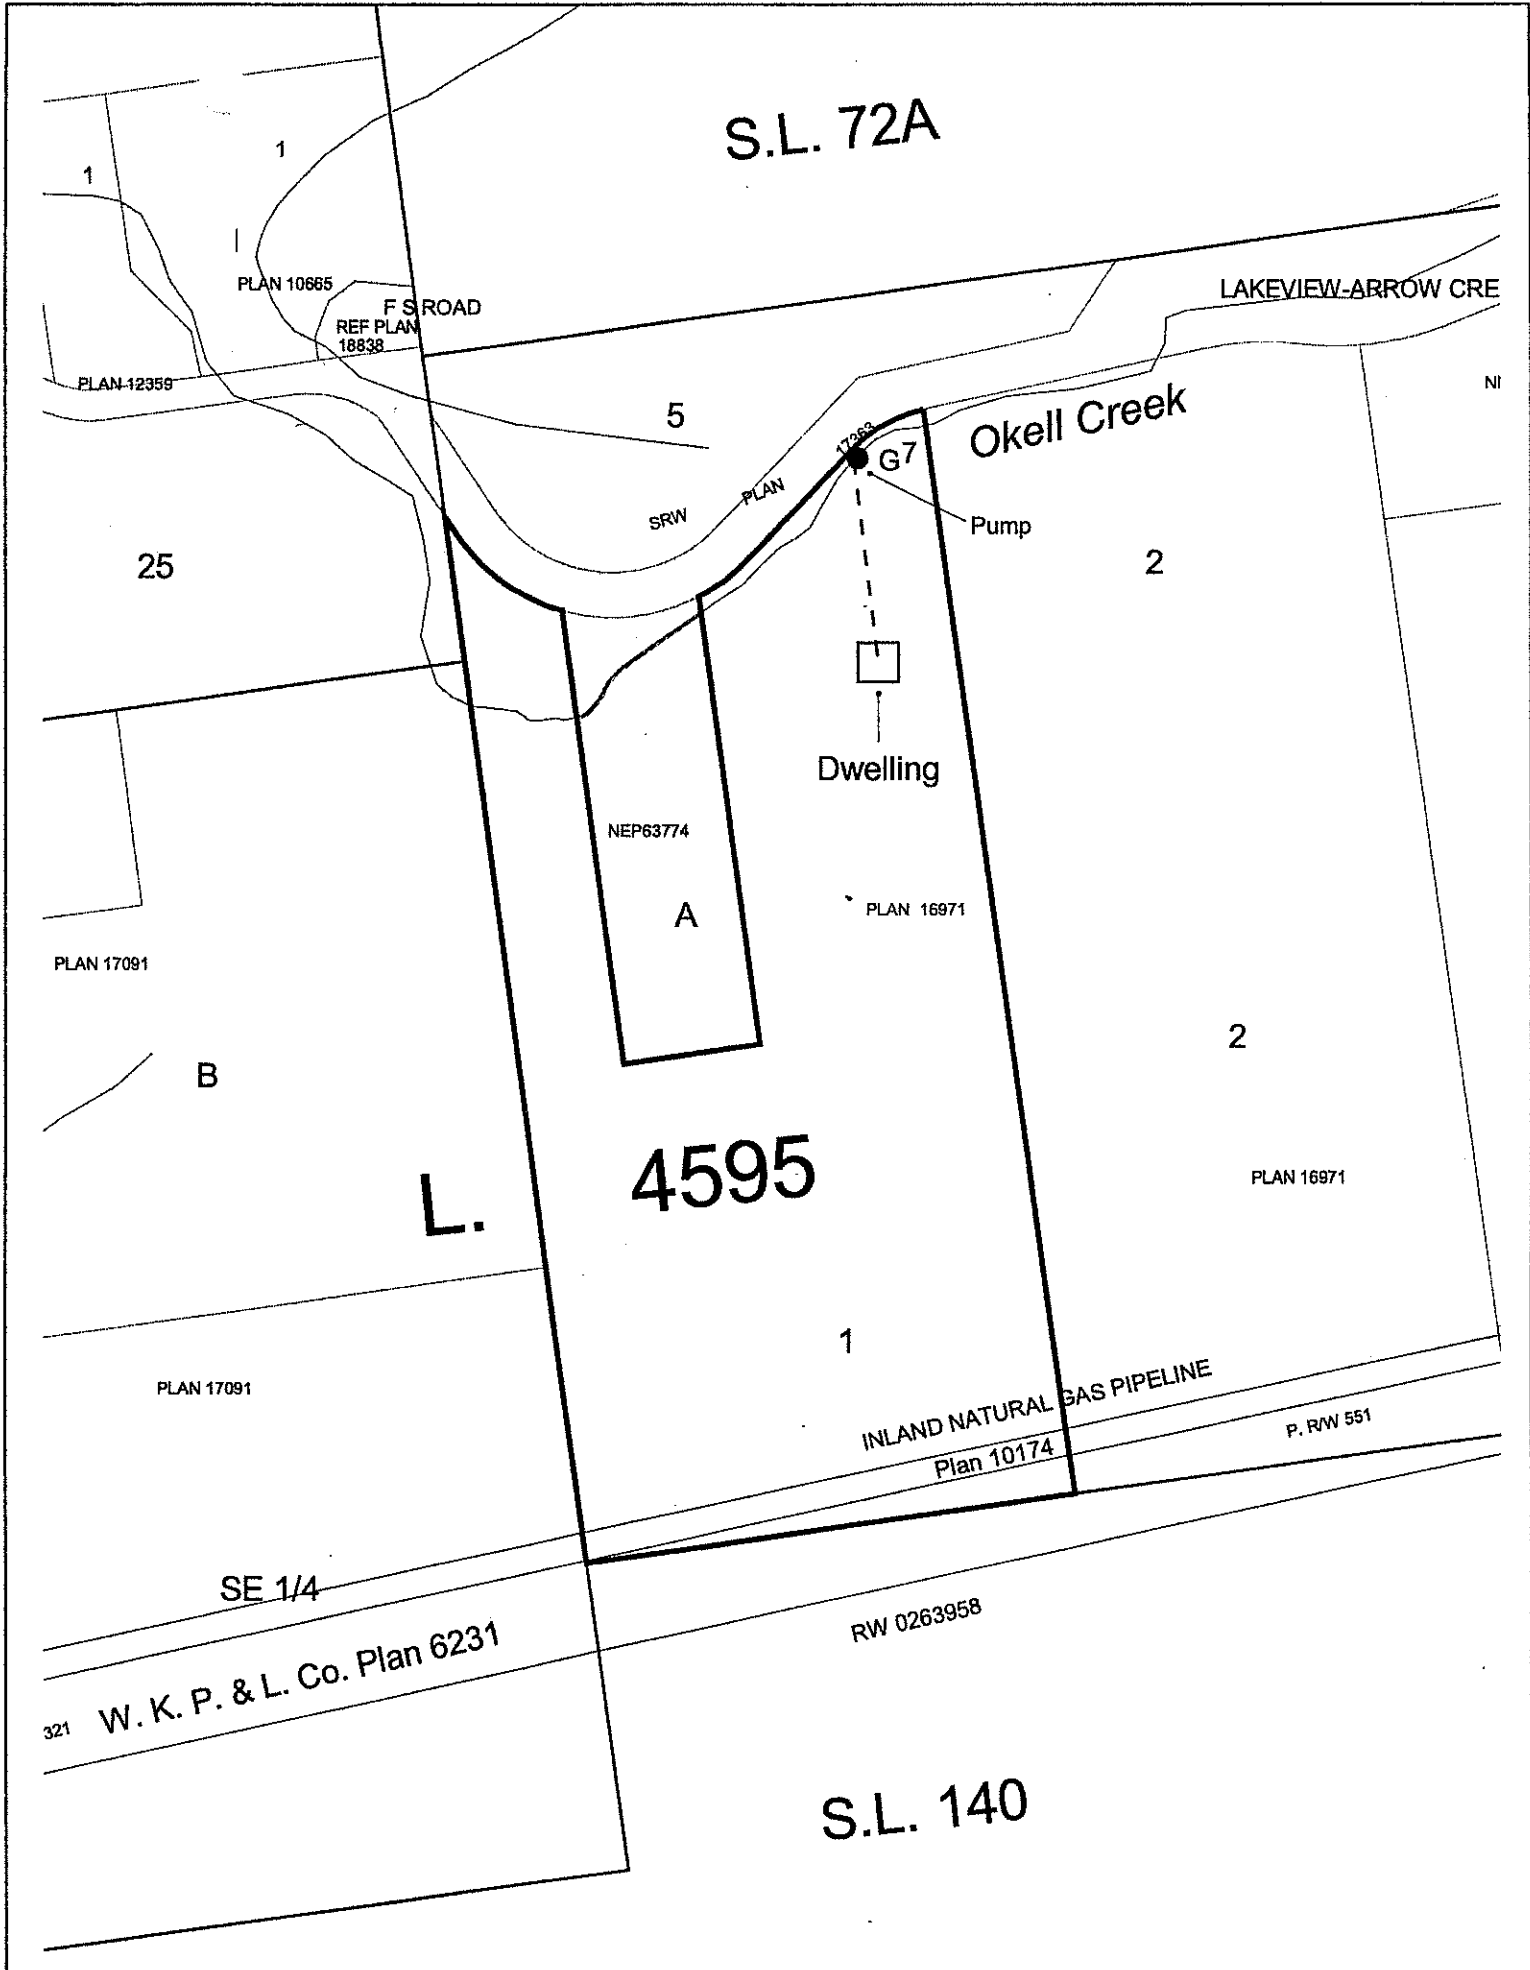 S.L. 72A
1
1
PLAN 10665
F S ROAD
REF PLAN
18838
LAKEVIEW-ARROW CRE
PLAN 12359
5
17363
G7
Okell Creek
SRW PLAN
Pump
25
2
Dwelling
NEP63774
A
PLAN 16971
PLAN 17091
B
2
L. 4595
PLAN 16971
1
PLAN 17091
INLAND NATURAL GAS PIPELINE
Plan 10174
P. R/W 551
SE 1/4
RW 0263958
321 W. K. P. & L. Co. Plan 6231
S.L. 140